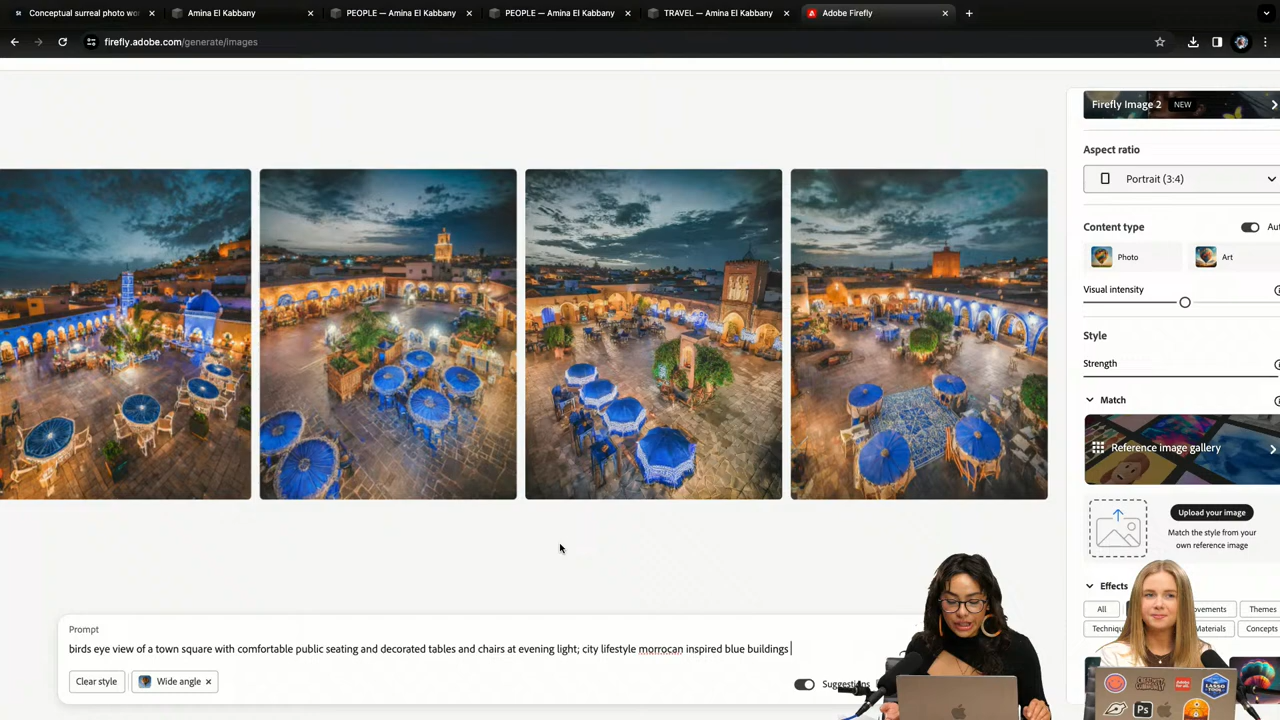 Conceptual surreal photo wo
Amina El Kabbany
PEOPLE — Amina El Kabbany
PEOPLE — Amina El Kabbany
TRAVEL — Amina El Kabbany
Adobe Firefly
firefly.adobe.com/generate/images
Firefly Image 2 NEW
Aspect ratio
Portrait (3:4)
Content type
Aut
Photo
Art
Visual intensity
Style
Strength
Match
Reference image gallery
Upload your image
Match the style from your
own reference image
Effects
All
ovements
Themes
Techniq
Materials
Concepts
Prompt
birds eye view of a town square with comfortable public seating and decorated tables and chairs at evening light; city lifestyle morrocan inspired blue buildings
Clear style
Wide angle
Suggestions
Ps